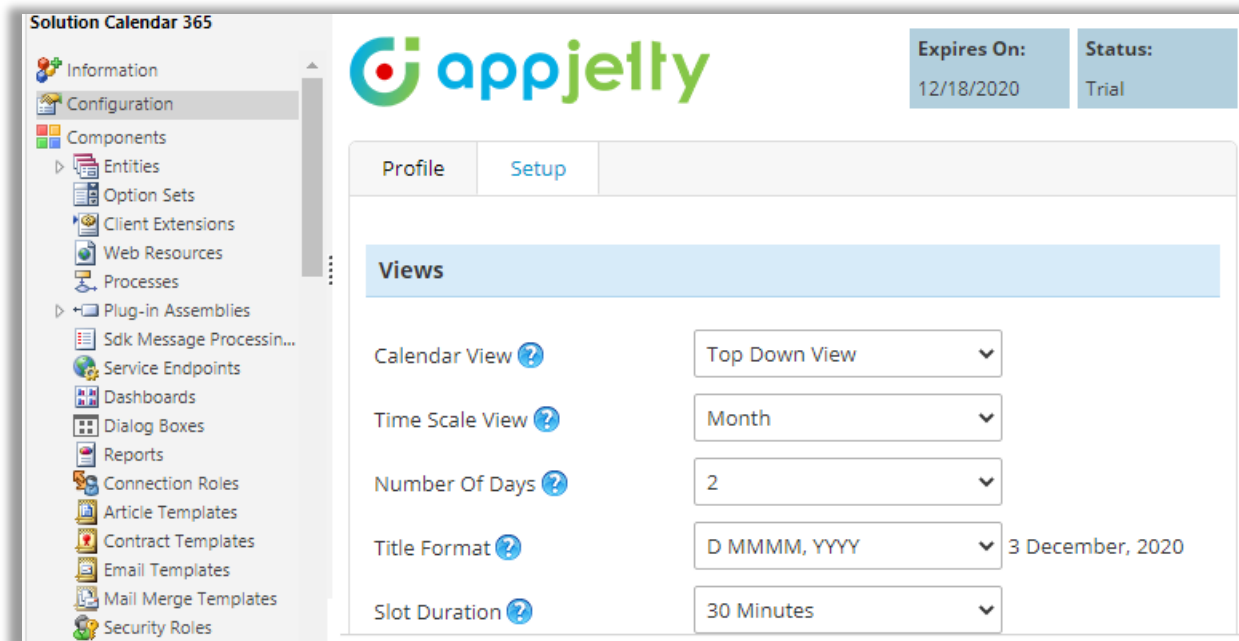 Solution Calendar 365
Information
Configuration
Components
Entities
Option Sets
Client Extensions
Web Resources
Processes
Plug-in Assemblies
Sdk Message Processin...
Service Endpoints
Dashboards
Dialog Boxes
Reports
Connection Roles
Article Templates
Contract Templates
Email Templates
Mail Merge Templates
Security Roles
appjetty
Expires On:
12/18/2020
Status:
Trial
Profile
Setup
Views
Calendar View ? Top Down View
Time Scale View ? Month
Number Of Days ? 2
Title Format ? D MMMM, YYYY 3 December, 2020
Slot Duration ? 30 Minutes